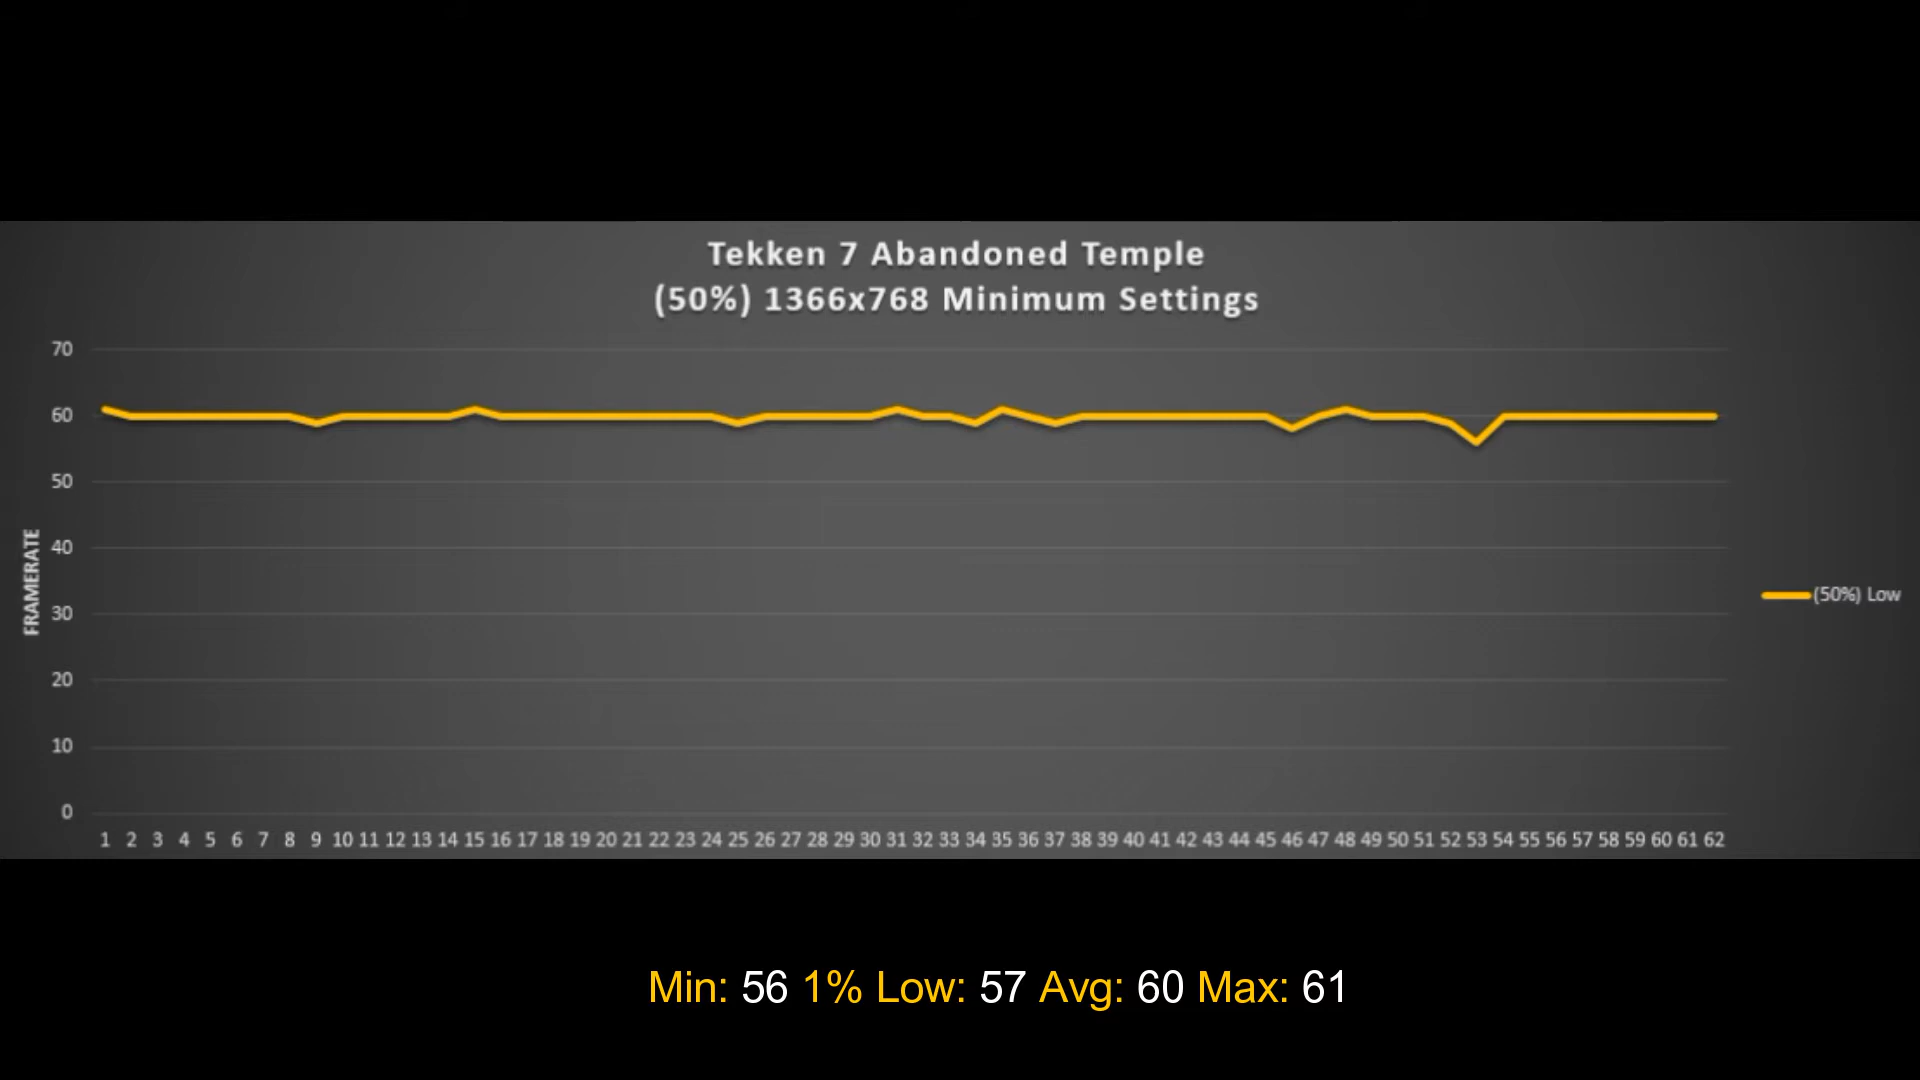 Tekken 7 Abandoned Temple
(50%) 1366x768 Minimum Settings
70
60
50
40
30
20
10
0
FRAMERATE
1 2 3 4 5 6 7 8 9 10 11 12 13 14 15 16 17 18 19 20 21 22 23 24 25 26 27 28 29 30 31 32 33 34 35 36 37 38 39 40 41 42 43 44 45 46 47 48 49 50 51 52 53 54 55 56 57 58 59 60 61 62
(50%) Low
Min: 56 1% Low: 57 Avg: 60 Max: 61